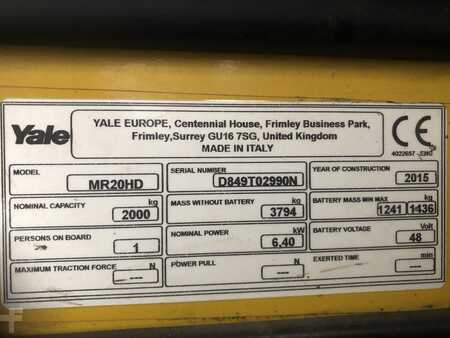 Yale
YALE EUROPE, Centennial House, Frimley Business Park,
Frimley,Surrey GU16 7SG, United Kingdom
MADE IN ITALY
CE
4022657 - ENG
MODEL
MR20HD
SERIAL NUMBER
D849T02990N
YEAR OF CONSTRUCTION
2015
NOMINAL CAPACITY kg
2000
MASS WITHOUT BATTERY kg
3794
BATTERY MASS MIN MAX kg
1241 1436
PERSONS ON BOARD
1
NOMINAL POWER kW
6,40
BATTERY VOLTAGE Volt
48
MAXIMUM TRACTION FORCE N
---
POWER PULL N
---
EXERTED TIME min
---